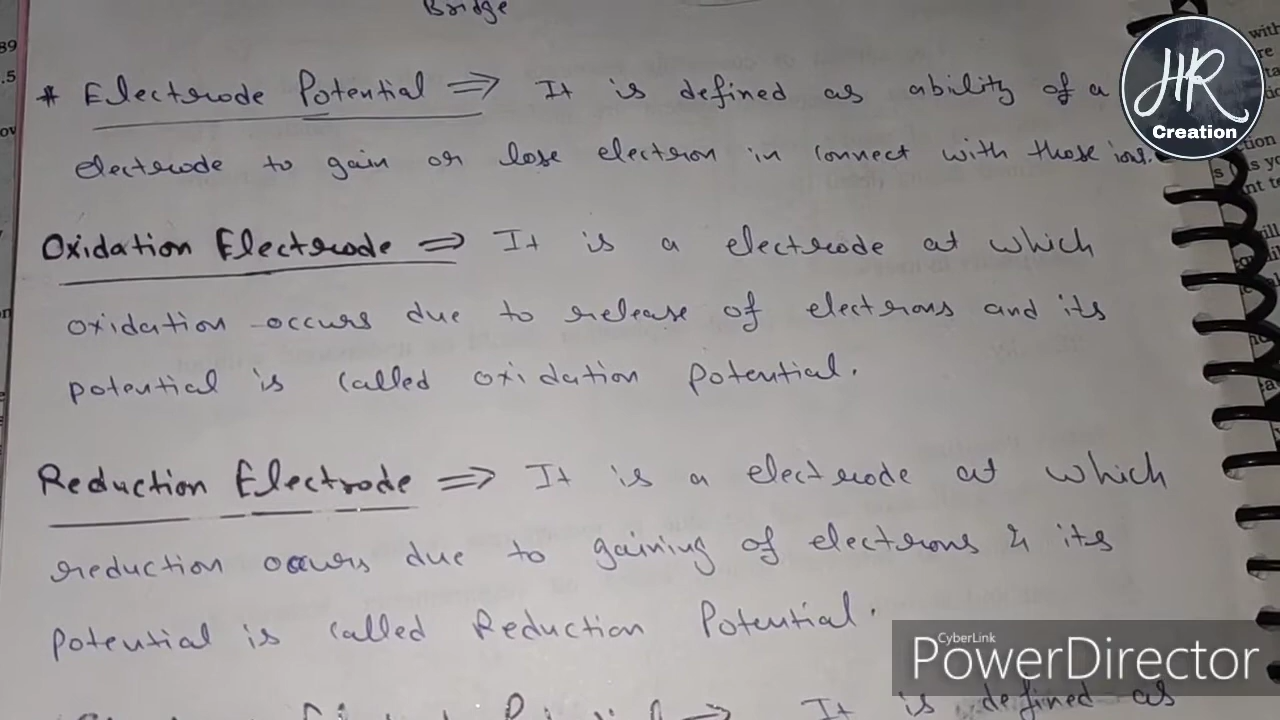 Bridge
* Electrode Potential ⇒ It is defined as ability of a
electrode to gain or lose electron in connect with those ions.
Oxidation Electrode ⇒ It is a electrode at which
oxidation occurs due to release of electrons and its
potential is called oxidation potential.
Reduction Electrode ⇒ It is a electrode at which
reduction occurs due to gaining of electrons & its
potential is called Reduction Potential.
⇒ It is defined as
HR
Creation
CyberLink
PowerDirector